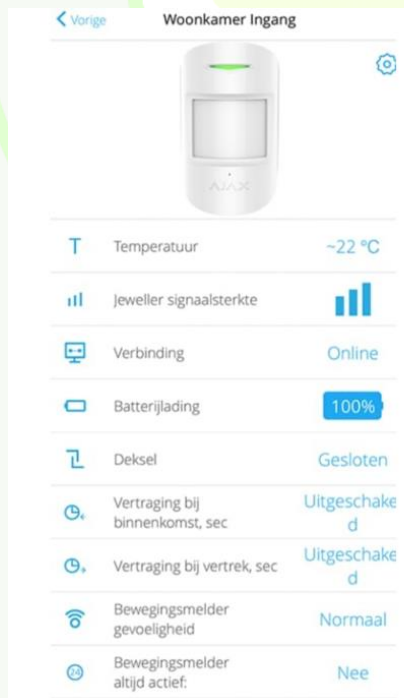 Vorige
Woonkamer Ingang
AJAX
Temperatuur
~22 °C
Jeweller signaalsterkte
Verbinding
Online
Batterijlading
100%
Deksel
Gesloten
Vertraging bij
binnenkomst, sec
Uitgeschake
d
Vertraging bij vertrek, sec
Uitgeschake
d
Bewegingsmelder
gevoeligheid
Normaal
24
Bewegingsmelder
altijd actief:
Nee